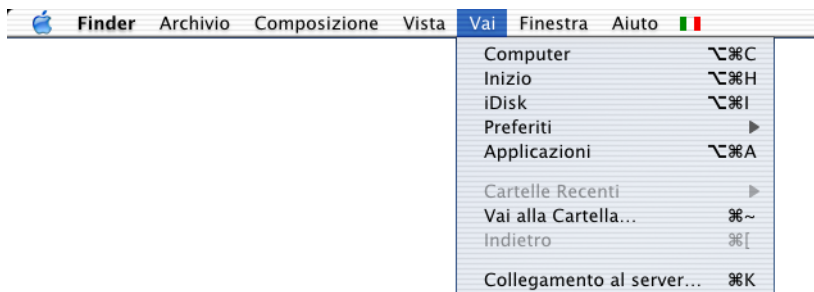 Finder Archivio Composizione Vista Vai Finestra Aiuto
Computer ⌥⌘C
Inizio ⌥⌘H
iDisk ⌥⌘I
Preferiti
Applicazioni ⌥⌘A
Cartelle Recenti
Vai alla Cartella... ⌘~
Indietro ⌘[
Collegamento al server... ⌘K